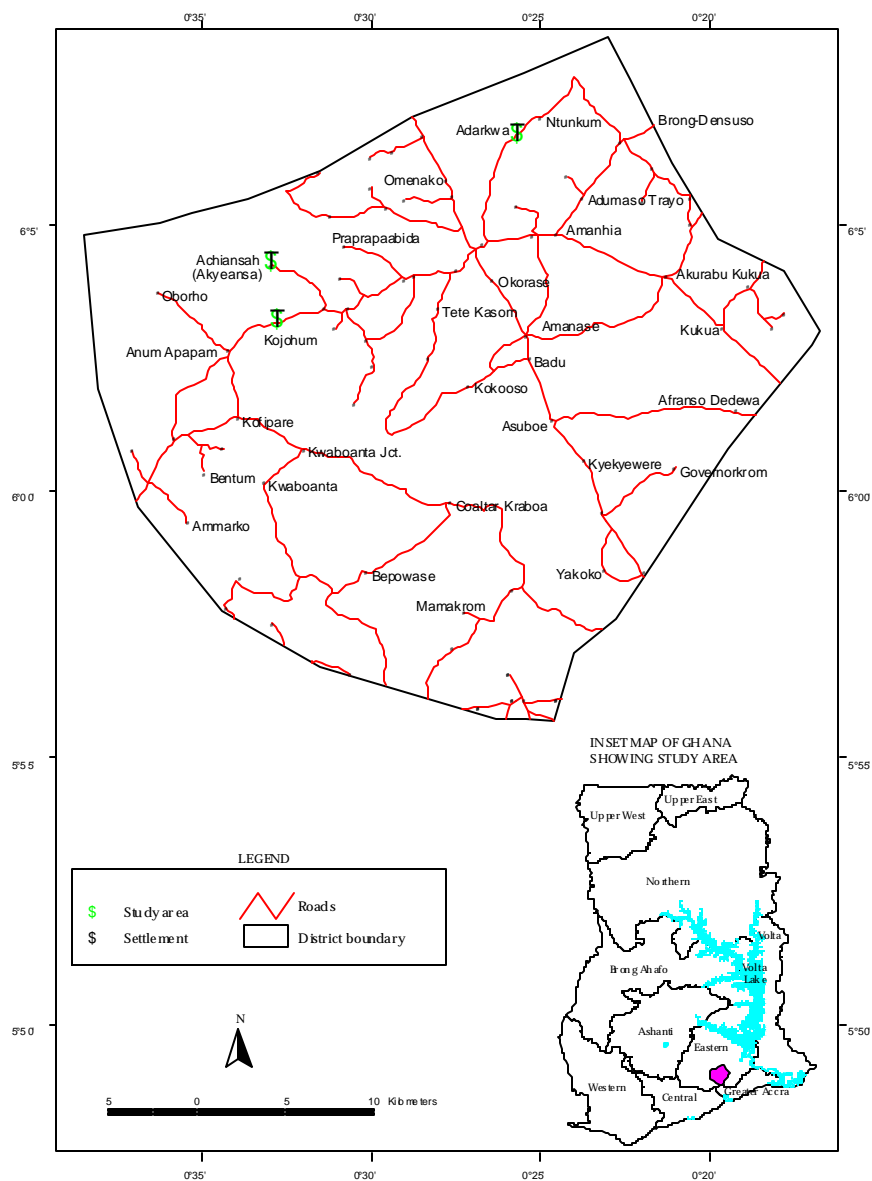 0°35' 0°30' 0°25' 0°20'
Brong-Densuso
Ntunkum
Adarkwa
Omenako
Adumaso Trayo
6°5' 6°5'
Amanhia
Praprapaabida
Achiansah
(Akyeansa)
Akurabu Kukua
Okorase
Oborho
Tete Kasom
Amanase
Kukua
Kojohum
Anum Apapam
Badu
Kokooso
Afranso Dedewa
Kofipare
Asuboe
Kwaboanta Jct.
Kyekyewere
Governorkrom
Bentum
Kwaboanta
6°00' 6°00'
Coaltar Kraboa
Ammarko
Yakoko
Bepowase
Mamakrom
INSET MAP OF GHANA
SHOWING STUDY AREA
5°55' 5°55'
Upper East
Upper West
LEGEND
Northern
Study area
Roads
Settlement
District boundary
Volta
Brong Ahafo
Volta
Lake
N
5°50' 5°50'
Ashanti
Eastern
Western
Greater Accra
Central
5 0 5 10 Kilometers
0°35' 0°30' 0°25' 0°20'